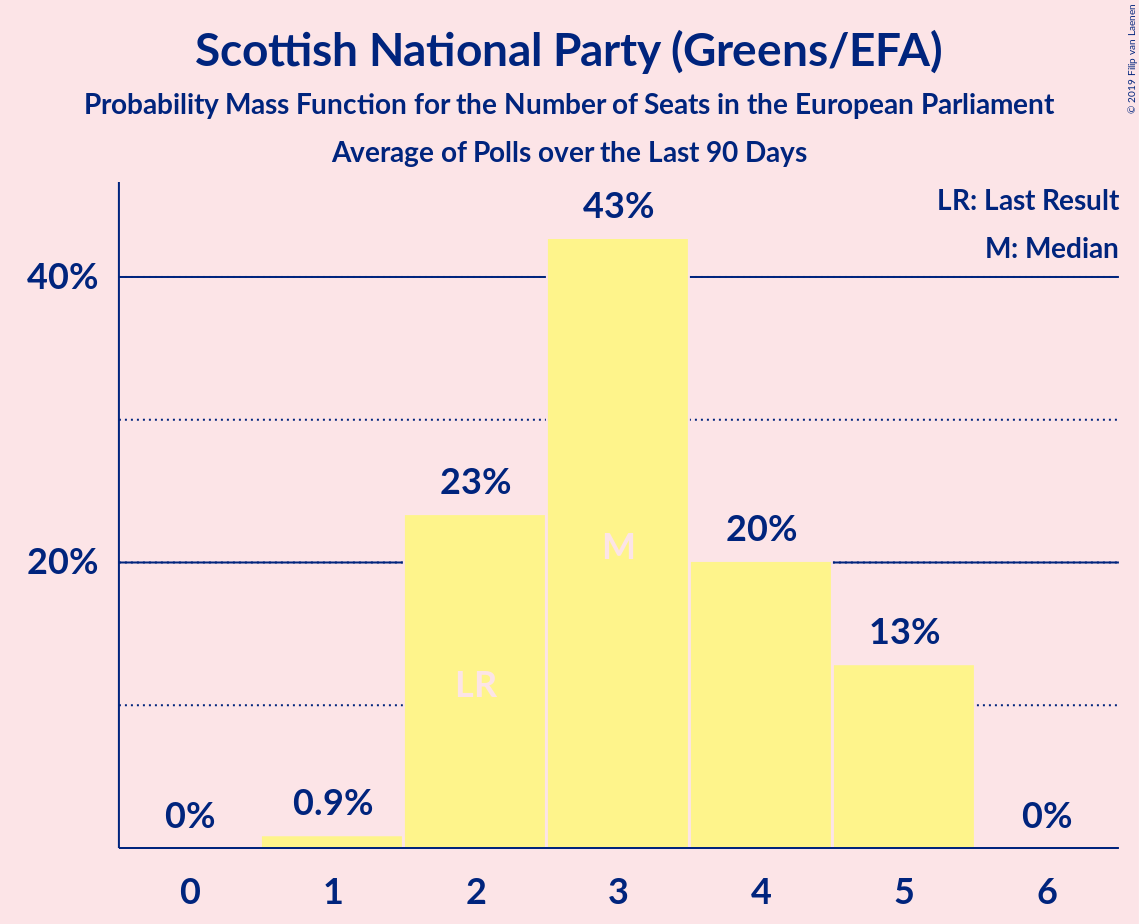 Scottish National Party (Greens/EFA)
Probability Mass Function for the Number of Seats in the European Parliament
Average of Polls over the Last 90 Days
© 2019 Filip van Laenen
LR: Last Result
M: Median
43%
40%
23%
M
20%
20%
13%
LR
0%
0.9%
0%
0 1 2 3 4 5 6